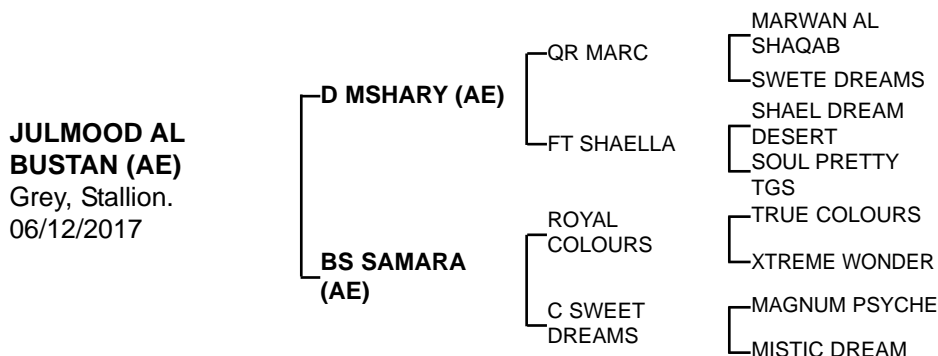 JULMOOD AL
BUSTAN (AE)
Grey, Stallion.
06/12/2017
D MSHARY (AE)
BS SAMARA
(AE)
QR MARC
FT SHAELLA
ROYAL
COLOURS
C SWEET
DREAMS
MARWAN AL
SHAQAB
SWETE DREAMS
SHAEL DREAM
DESERT
SOUL PRETTY
TGS
TRUE COLOURS
XTREME WONDER
MAGNUM PSYCHE
MISTIC DREAM